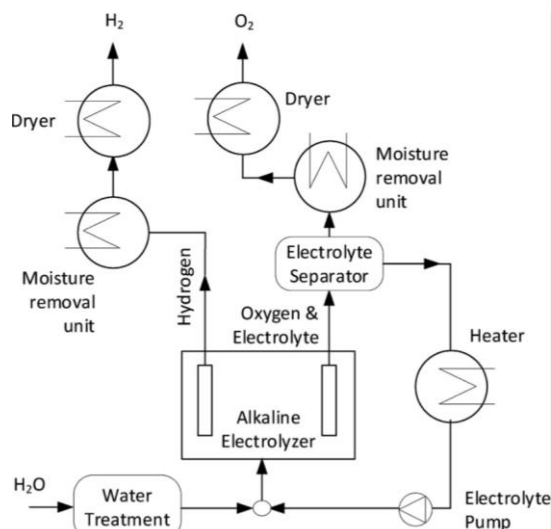 H₂
O₂
Dryer
Dryer
Moisture
removal
unit
Moisture
removal
unit
Electrolyte
Separator
Hydrogen
Oxygen &
Electrolyte
Heater
Alkaline
Electrolyzer
H₂O
Water
Treatment
Electrolyte
Pump